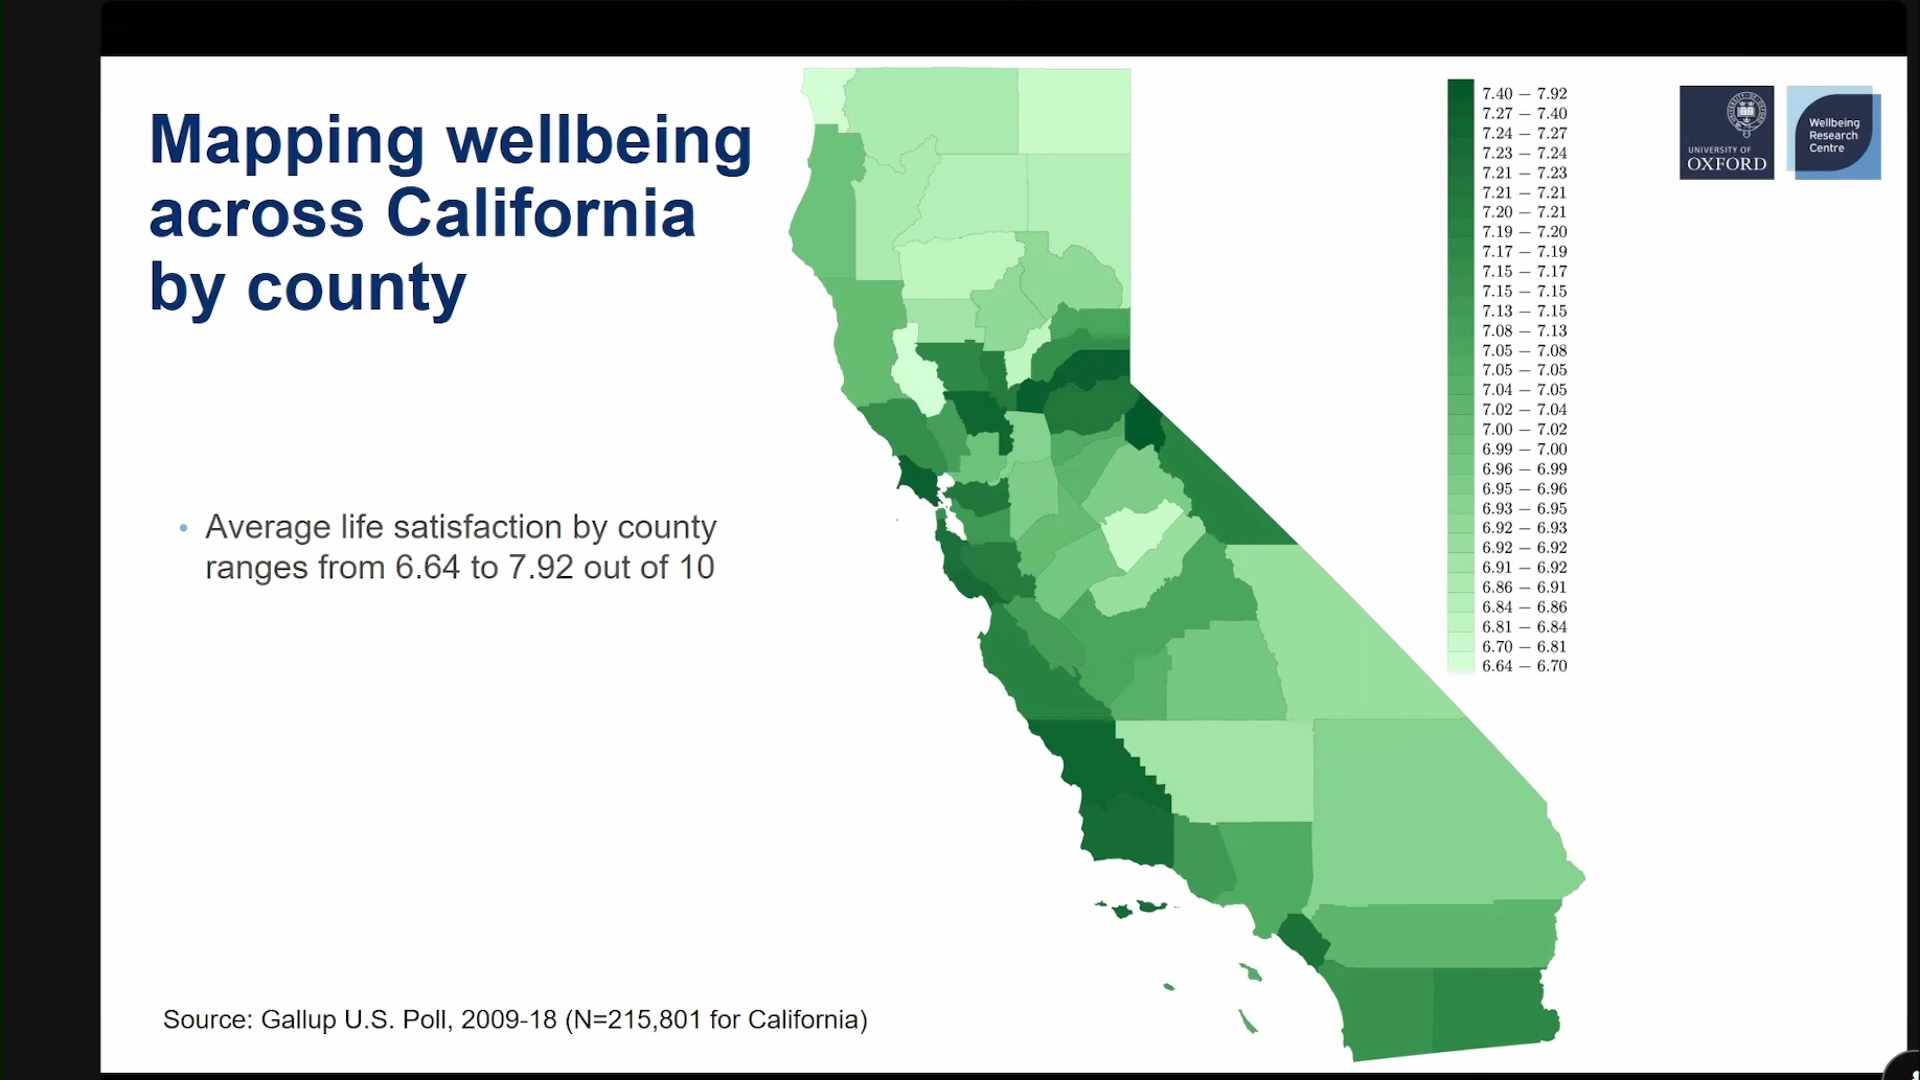 Mapping wellbeing
across California
by county
• Average life satisfaction by county
ranges from 6.64 to 7.92 out of 10
Source: Gallup U.S. Poll, 2009-18 (N=215,801 for California)
7.40 – 7.92
7.27 – 7.40
7.24 – 7.27
7.23 – 7.24
7.21 – 7.23
7.21 – 7.21
7.20 – 7.21
7.19 – 7.20
7.17 – 7.19
7.15 – 7.17
7.15 – 7.15
7.13 – 7.15
7.08 – 7.13
7.05 – 7.08
7.05 – 7.05
7.04 – 7.05
7.02 – 7.04
7.00 – 7.02
6.99 – 7.00
6.96 – 6.99
6.95 – 6.96
6.93 – 6.95
6.92 – 6.93
6.92 – 6.92
6.91 – 6.92
6.86 – 6.91
6.84 – 6.86
6.81 – 6.84
6.70 – 6.81
6.64 – 6.70
UNIVERSITY OF
OXFORD
Wellbeing
Research
Centre